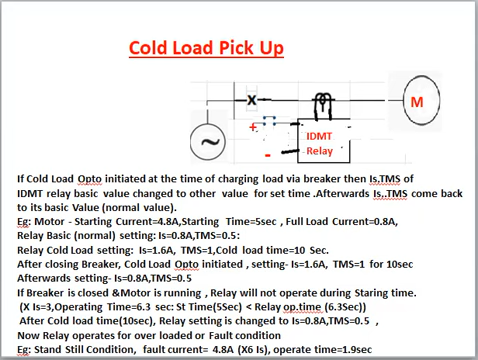 Cold Load Pick Up
X
M
+
IDMT
Relay
-
If Cold Load Opto initiated at the time of charging load via breaker then Is,TMS of
IDMT relay basic value changed to other value for set time .Afterwards Is,.TMS come back
to its basic Value (normal value).
Eg: Motor - Starting Current=4.8A,Starting Time=5sec , Full Load Current=0.8A,
Relay Basic (normal) setting: Is=0.8A,TMS=0.5:
Relay Cold Load setting: Is=1.6A, TMS=1,Cold load time=10 Sec.
After closing Breaker, Cold Load Opto initiated , setting- Is=1.6A, TMS=1 for 10sec
Afterwards setting- Is=0.8A,TMS=0.5
If Breaker is closed &Motor is running , Relay will not operate during Staring time.
(X Is=3,Operating Time=6.3 sec: St Time(5Sec) < Relay op.time (6.3Sec))
After Cold Load time(10sec), Relay setting is changed to Is=0.8A,TMS=0.5 ,
Now Relay operates for over loaded or Fault condition
Eg: Stand Still Condition, fault current= 4.8A (X6 Is), operate time=1.9sec